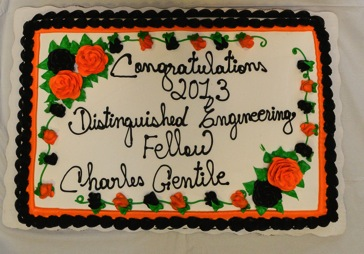 Congratulations
2013
Distinguished Engineering
Fellow
Charles Gentile